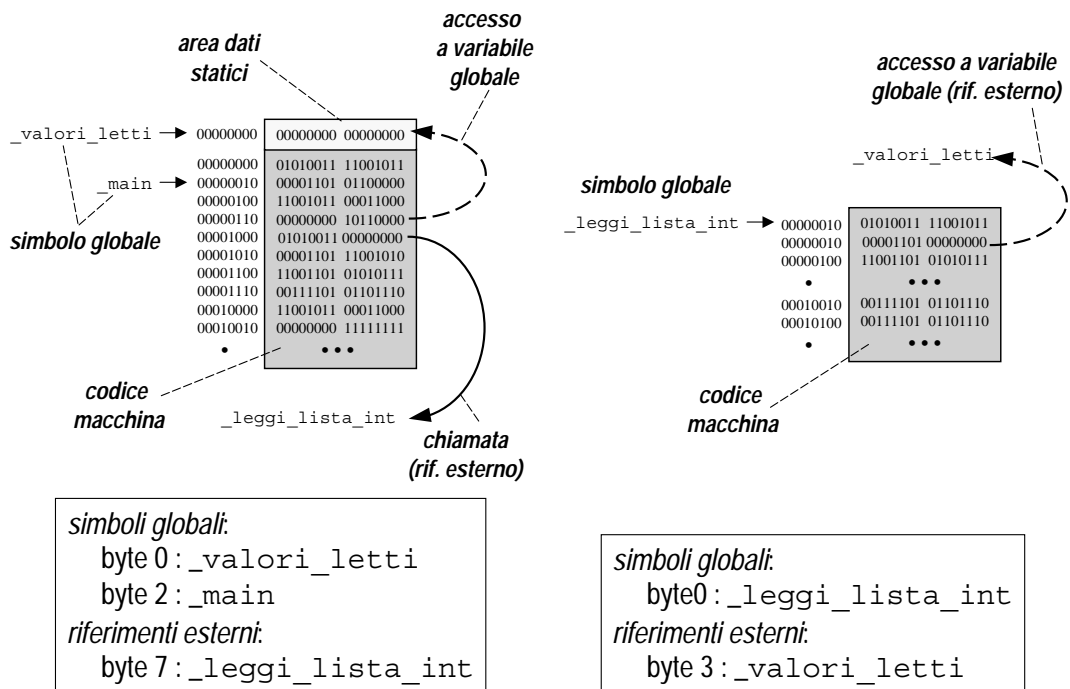 accesso
a variabile
globale
area dati
statici
_valori_letti
00000000 00000000 00000000
_main
00000000 01010011 11001011
00000010 00001101 01100000
00000100 11001101 00011000
00000110 00000000 10110000
00001000 01010011 00000000
00001010 00001101 11001010
00001100 11001101 01010111
00001110 00111101 01101110
00010000 11001011 00011000
00010010 00000000 11111111
• •••
simbolo globale
codice
macchina
_leggi_lista_int
chiamata
(rif. esterno)
accesso a variabile
globale (rif. esterno)
_valori_letti
simbolo globale
_leggi_lista_int
00000010 01010011 11001011
00000010 00001101 00000000
00000100 11001101 01010111
• •••
00010010 00111101 01101110
00010100 00111101 01101110
• •••
codice
macchina
simboli globali:
byte 0 : _valori_letti
byte 2 : _main
riferimenti esterni:
byte 7 : _leggi_lista_int
simboli globali:
byte0 : _leggi_lista_int
riferimenti esterni:
byte 3 : _valori_letti